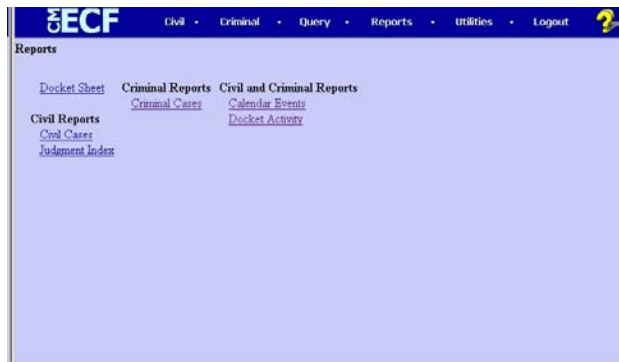 CM ECF Civil Criminal Query Reports Utilities Logout ?
Reports
Docket Sheet Criminal Reports Civil and Criminal Reports
Criminal Cases Calendar Events
Civil Reports Docket Activity
Civil Cases
Judgment Index